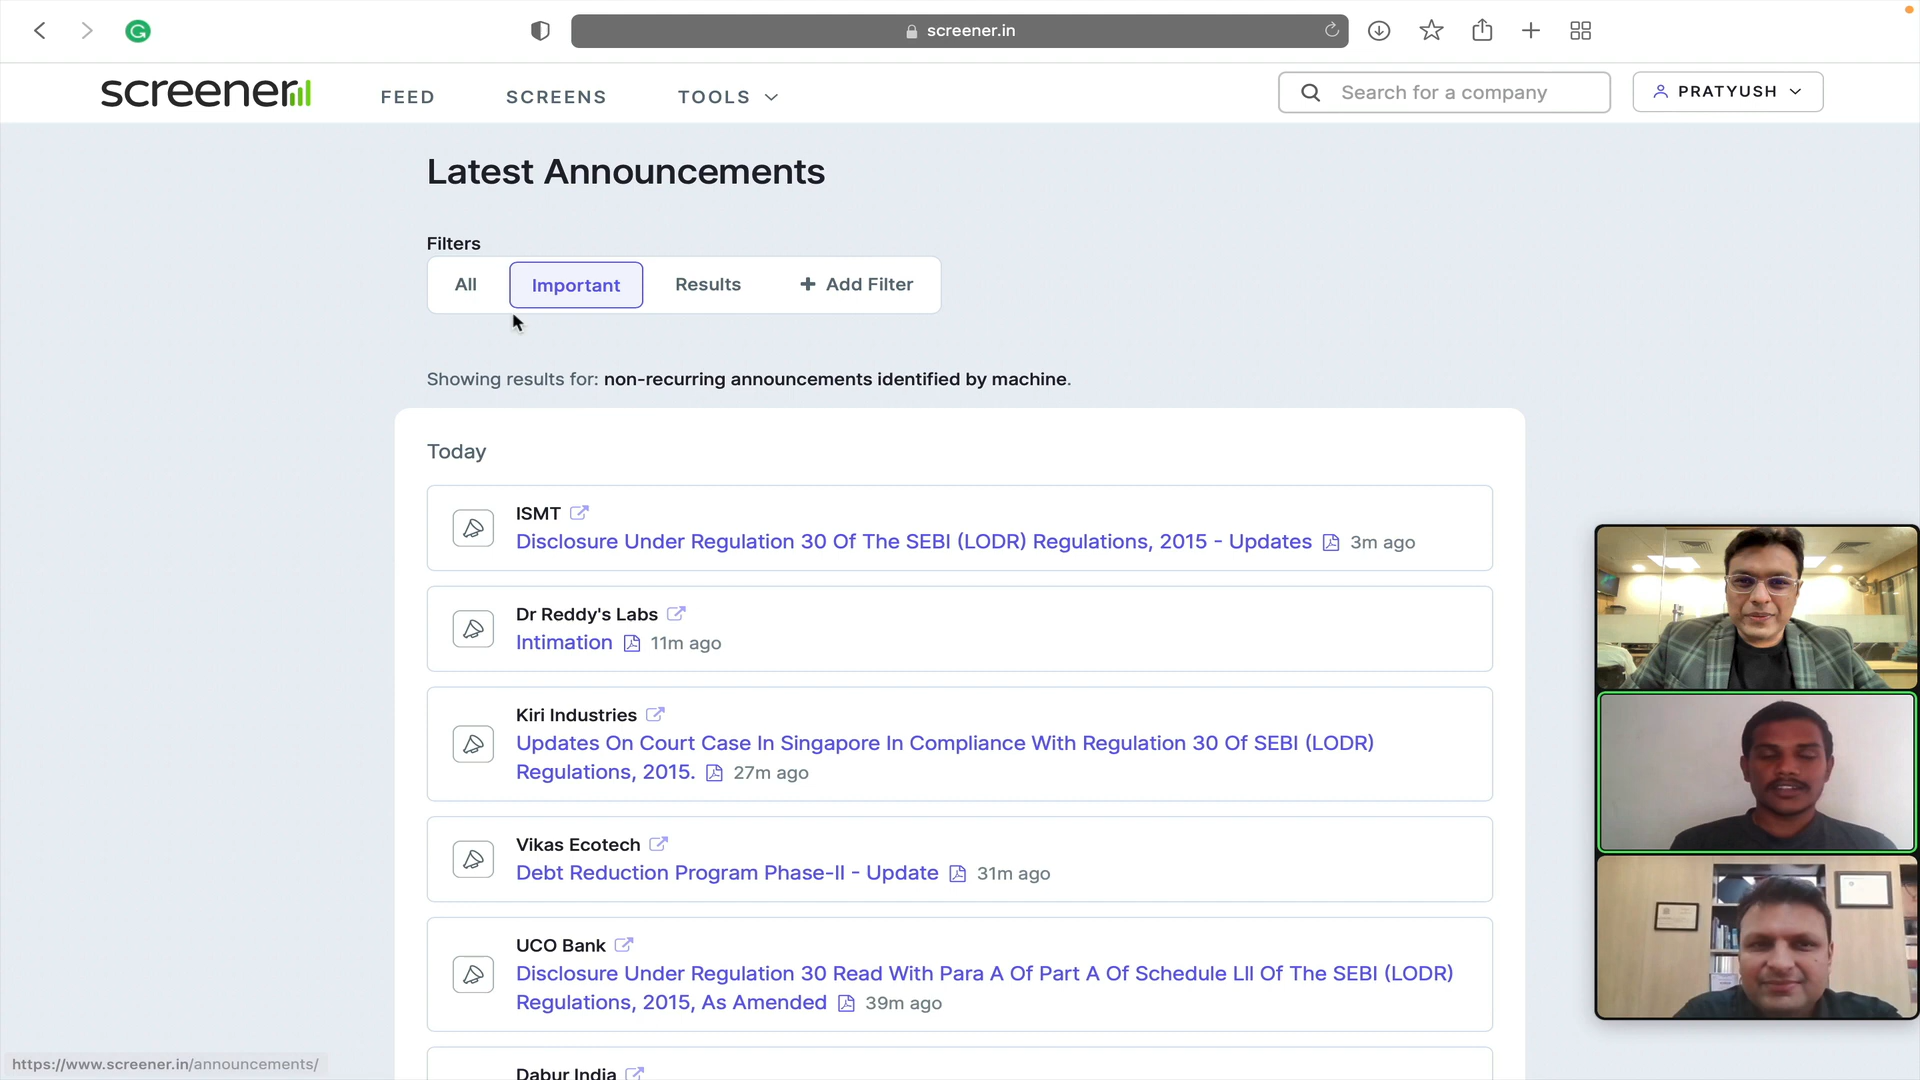 screener.in
screener
FEED
SCREENS
TOOLS
Search for a company
PRATYUSH
Latest Announcements
Filters
All
Important
Results
+ Add Filter
Showing results for: non-recurring announcements identified by machine.
Today
ISMT
Disclosure Under Regulation 30 Of The SEBI (LODR) Regulations, 2015 - Updates 3m ago
Dr Reddy's Labs
Intimation 11m ago
Kiri Industries
Updates On Court Case In Singapore In Compliance With Regulation 30 Of SEBI (LODR)
Regulations, 2015. 27m ago
Vikas Ecotech
Debt Reduction Program Phase-II - Update 31m ago
UCO Bank
Disclosure Under Regulation 30 Read With Para A Of Part A Of Schedule LII Of The SEBI (LODR)
Regulations, 2015, As Amended 39m ago
Dabur India
https://www.screener.in/announcements/